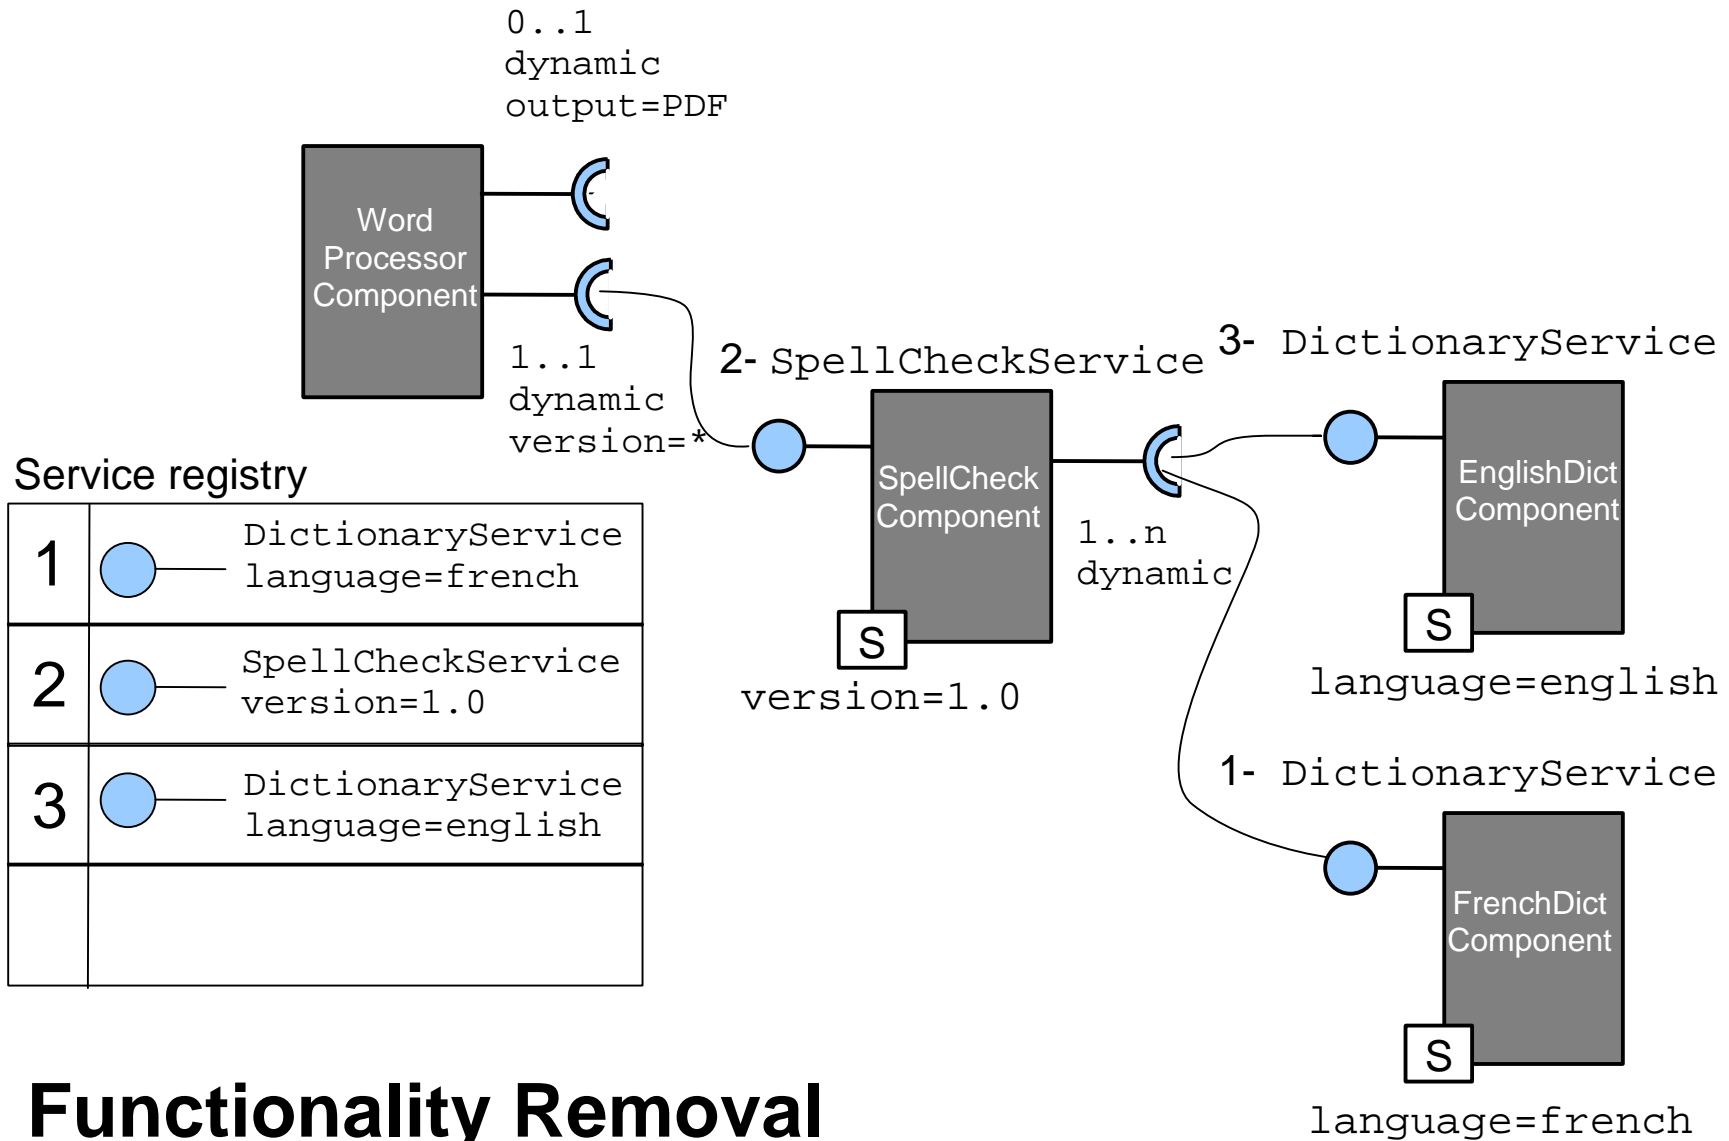 0..1
dynamic
output=PDF
Word
Processor
Component
1..1
dynamic
version=*
2- SpellCheckService
3- DictionaryService
SpellCheck
Component
1..n
dynamic
S
version=1.0
EnglishDict
Component
S
language=english
1- DictionaryService
FrenchDict
Component
S
language=french
Service registry
1
DictionaryService
language=french
2
SpellCheckService
version=1.0
3
DictionaryService
language=english
Functionality Removal